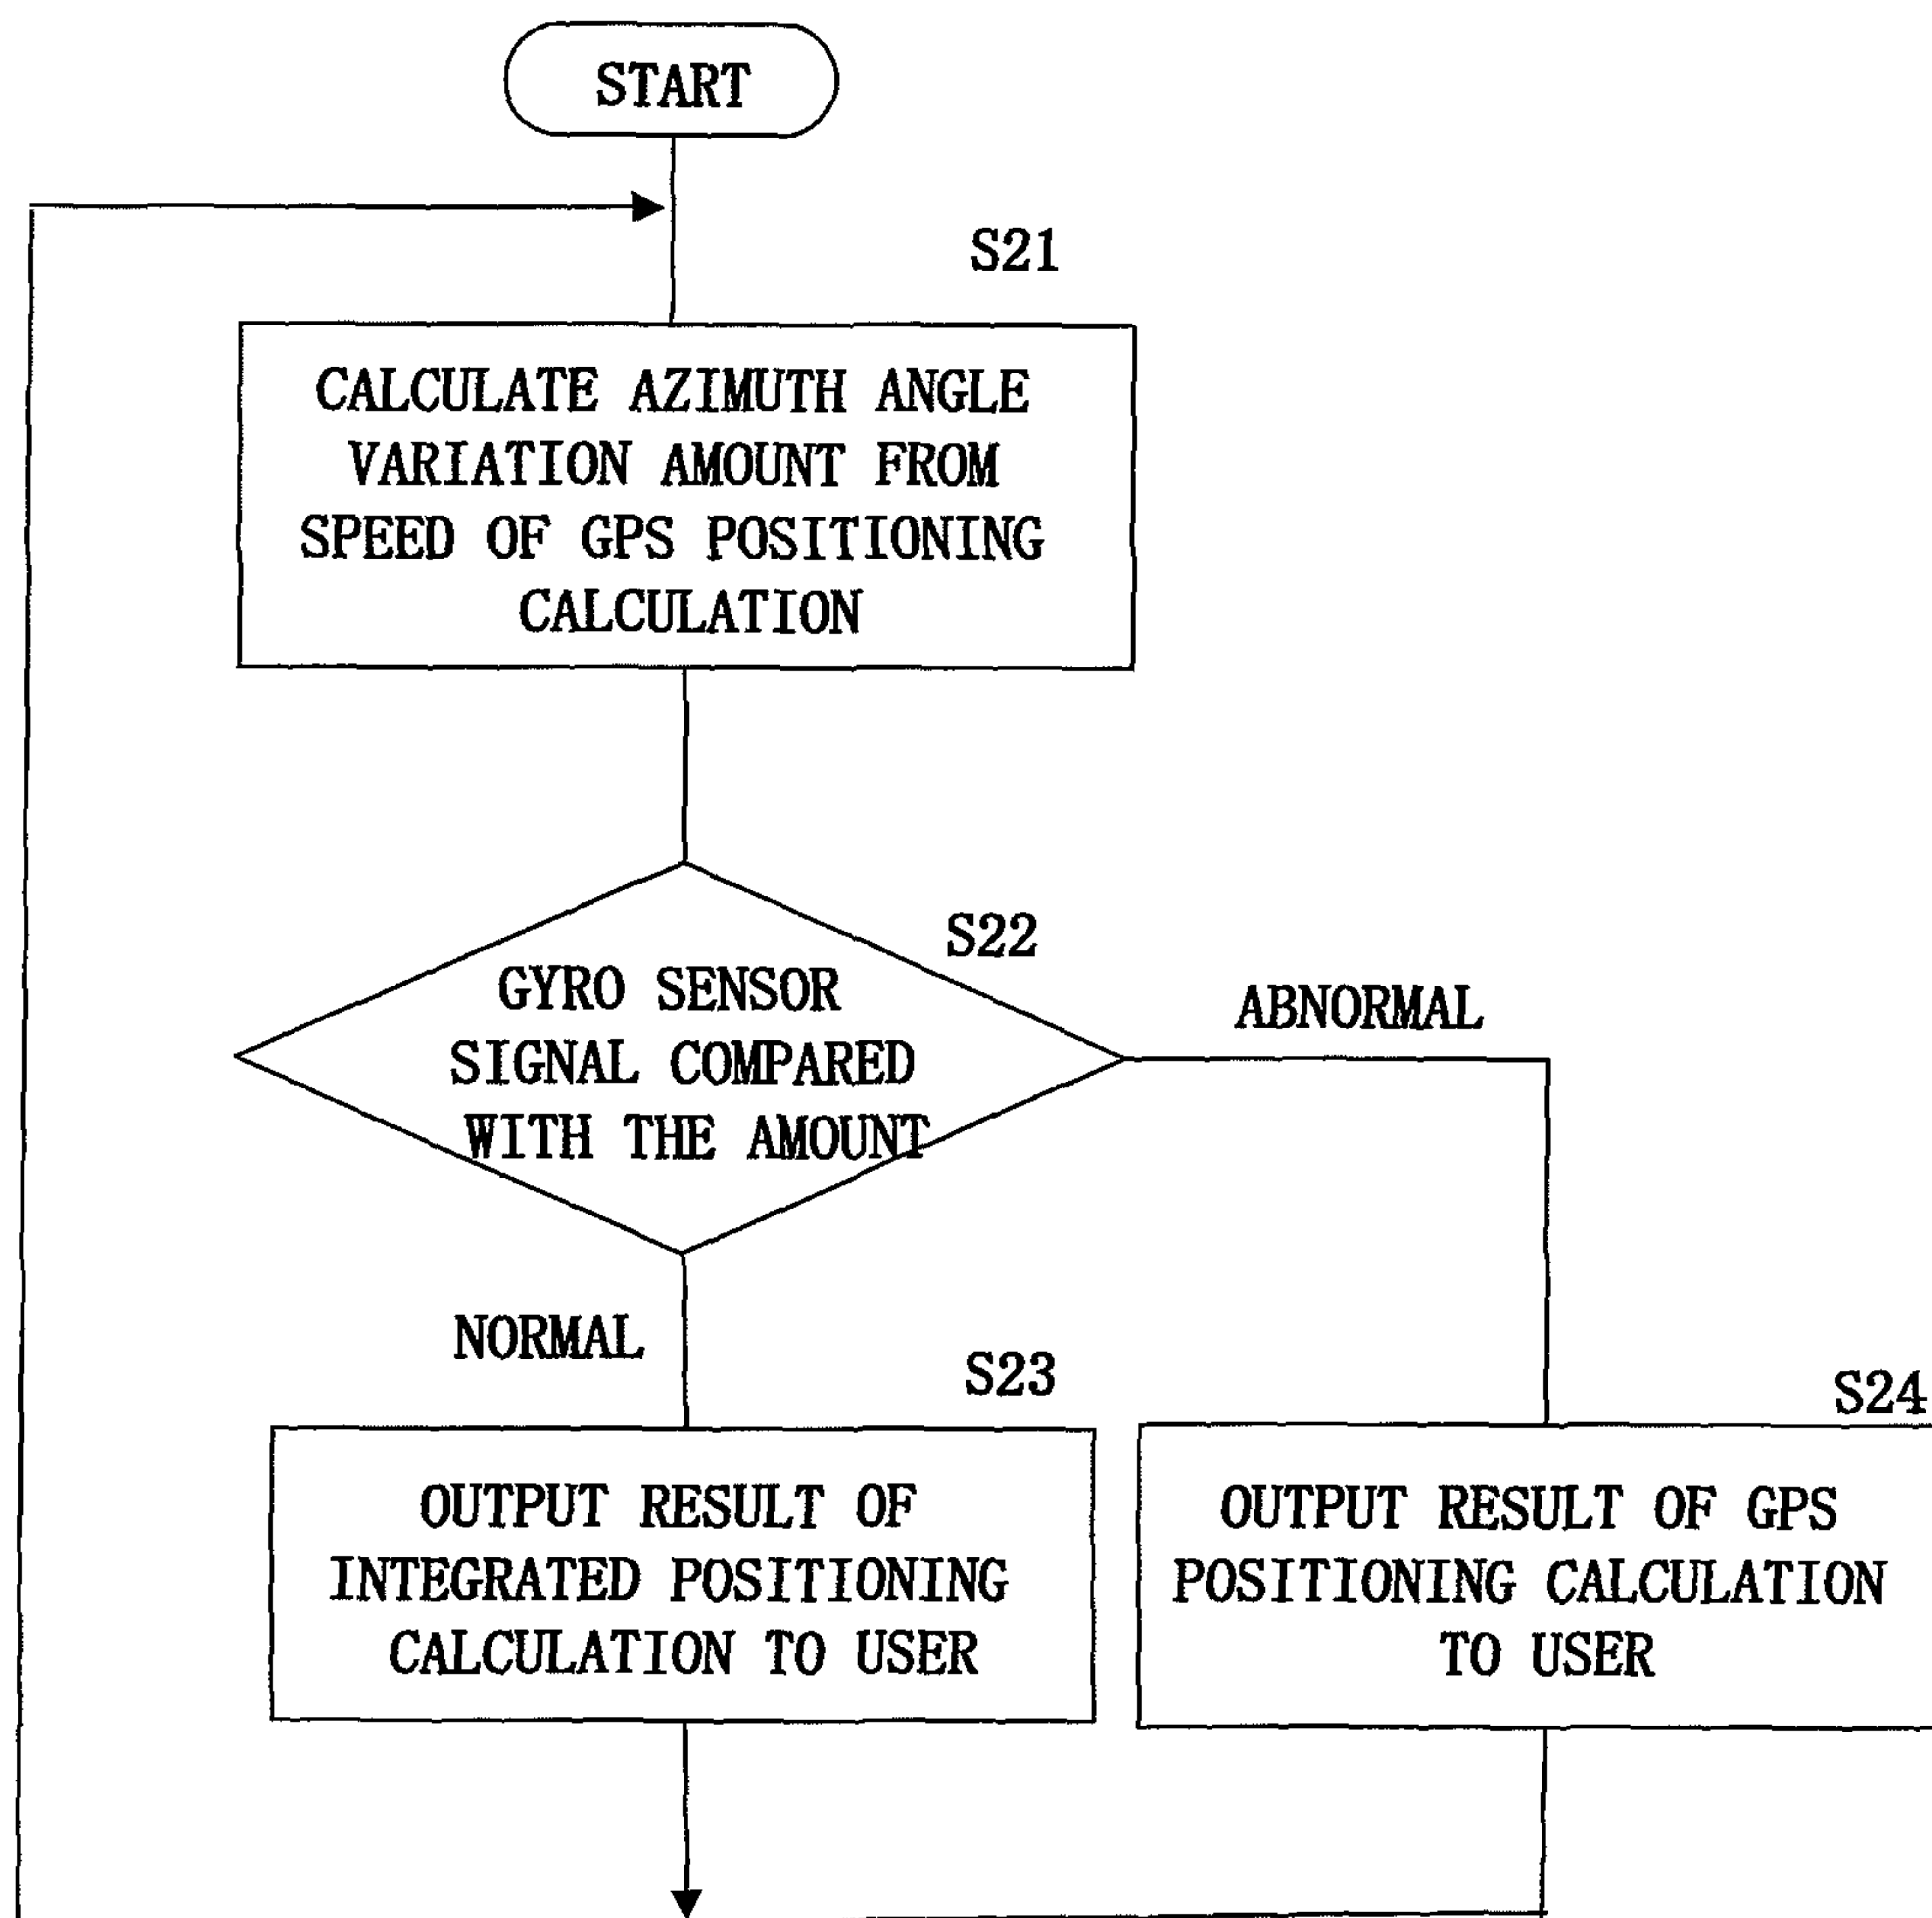 START
S21
CALCULATE AZIMUTH ANGLE
VARIATION AMOUNT FROM
SPEED OF GPS POSITIONING
CALCULATION
S22
GYRO SENSOR
SIGNAL COMPARED
WITH THE AMOUNT
ABNORMAL
NORMAL
S23
S24
OUTPUT RESULT OF
INTEGRATED POSITIONING
CALCULATION TO USER
OUTPUT RESULT OF GPS
POSITIONING CALCULATION
TO USER